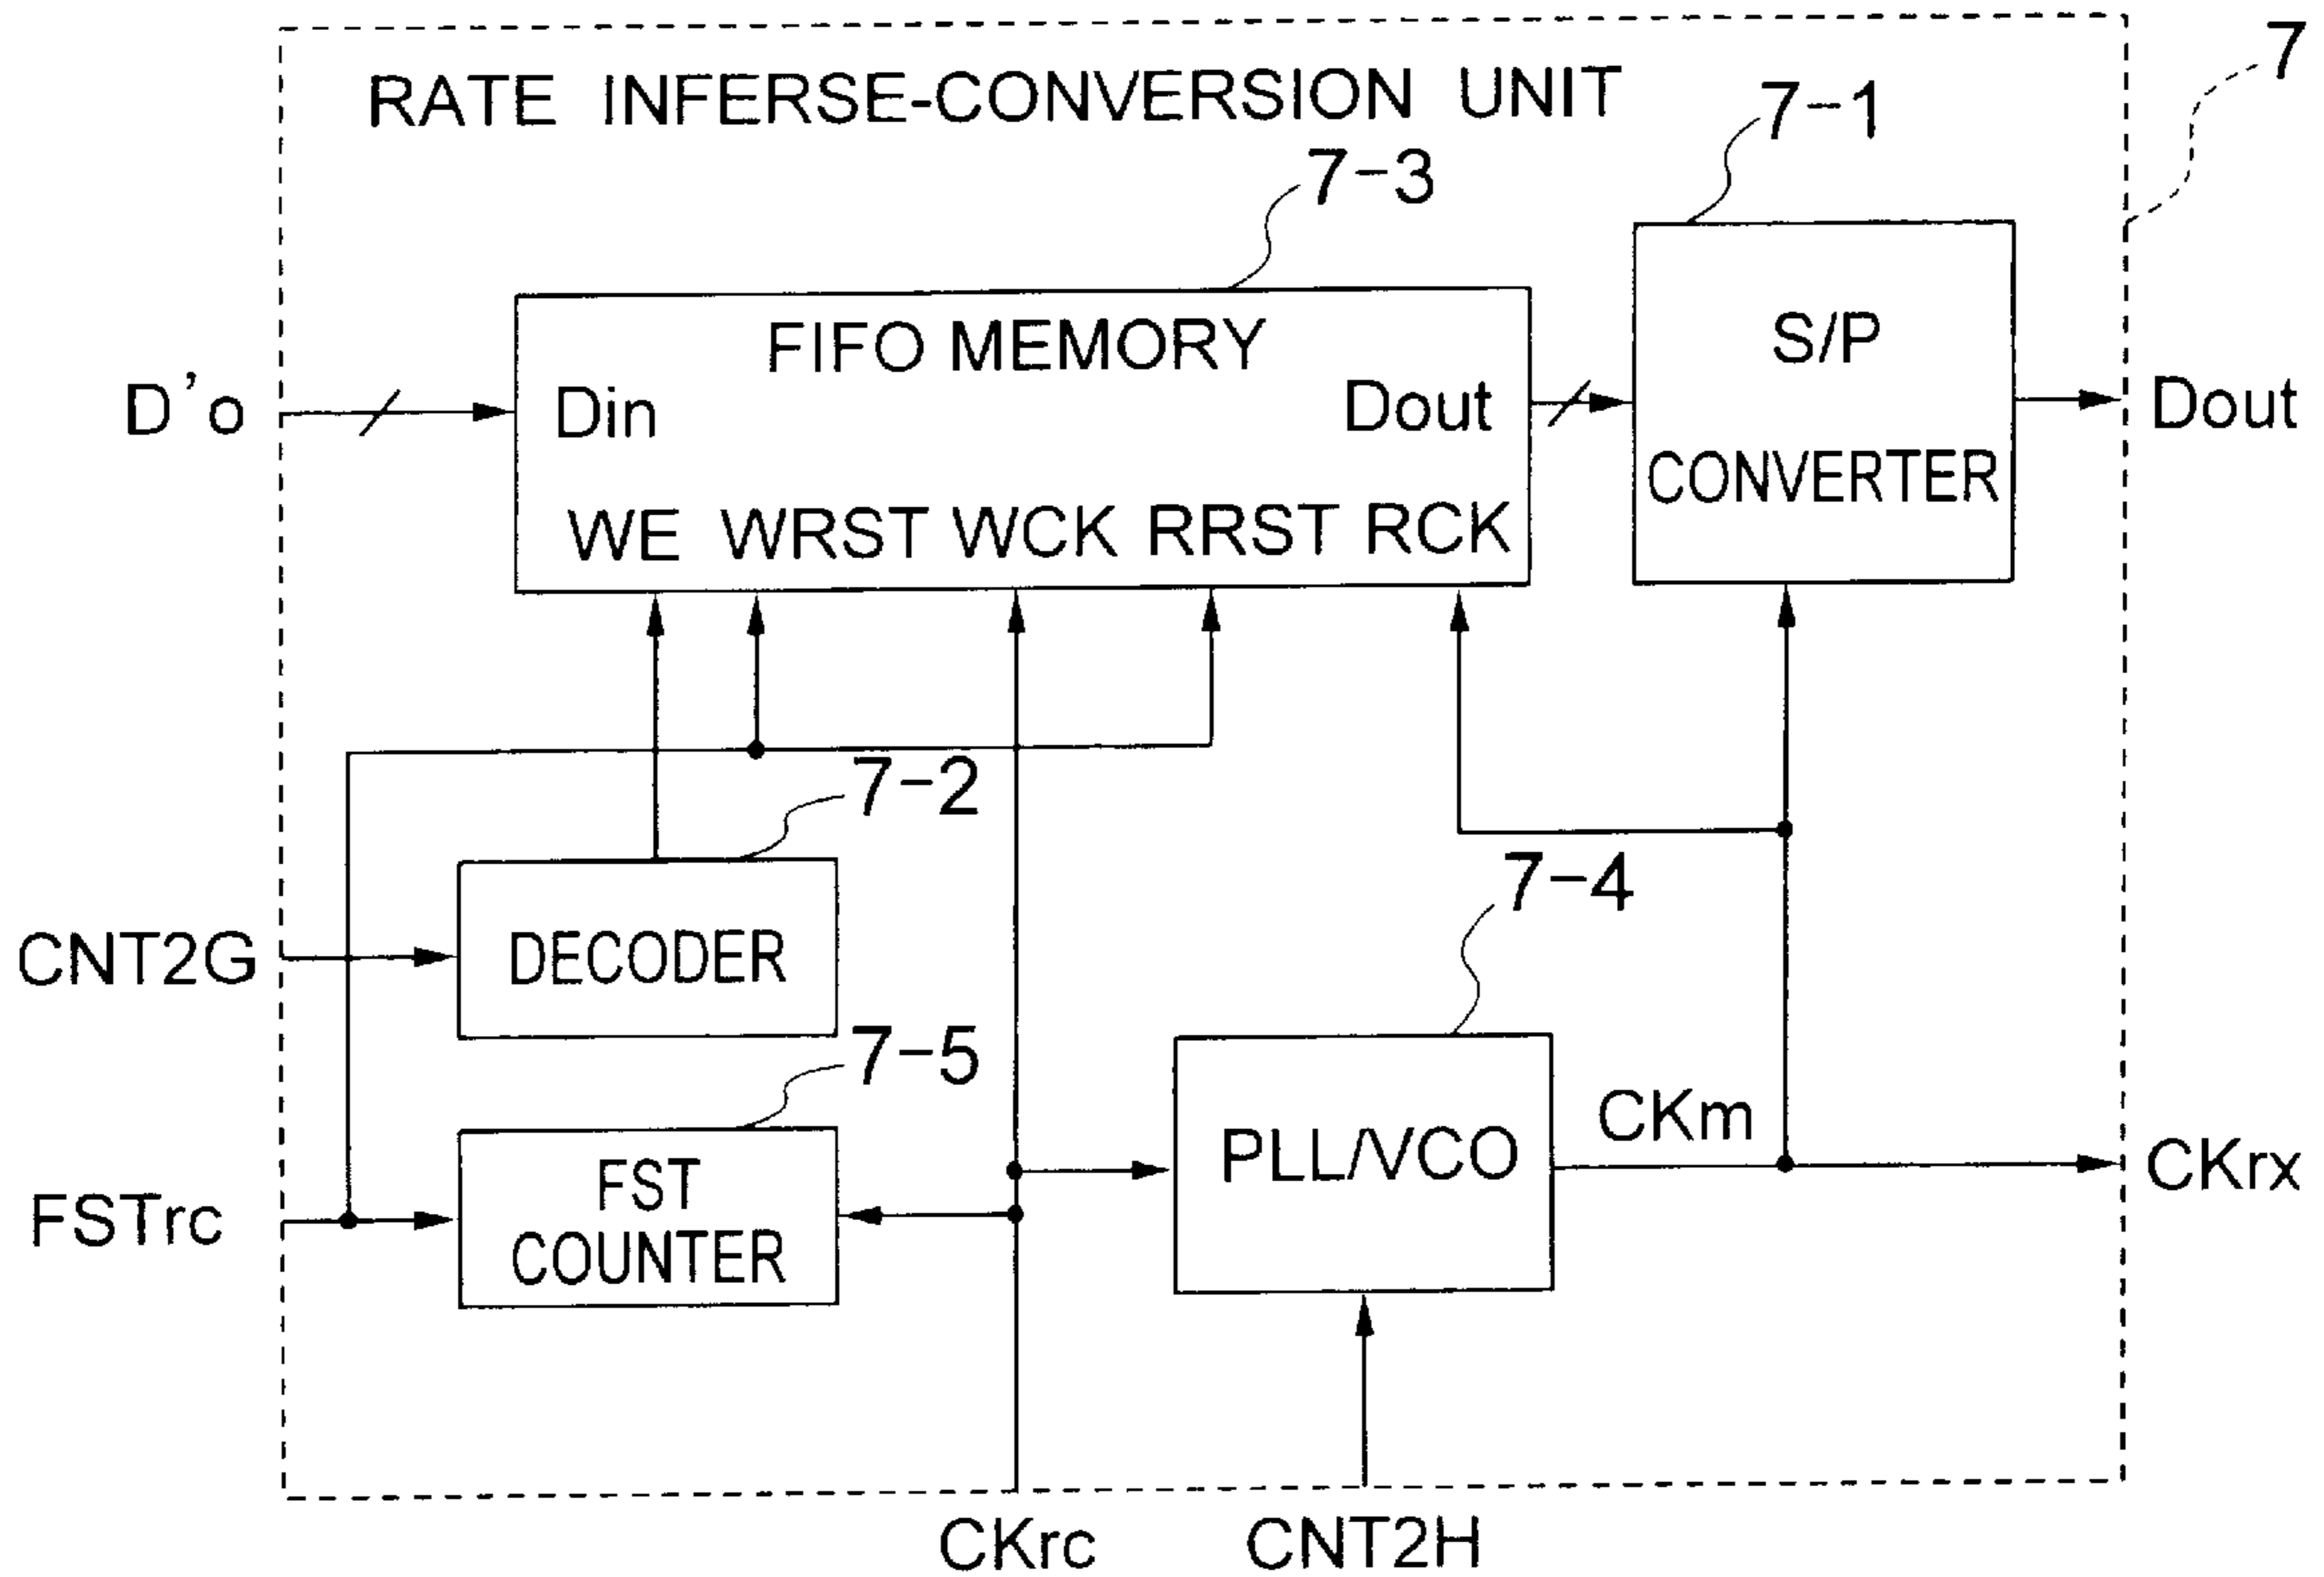 7
RATE INFERSE-CONVERSION UNIT
7-1
7-3
FIFO MEMORY
S/P
CONVERTER
D'o
Din
Dout
Dout
WE WRST WCK RRST RCK
7-2
7-4
CNT2G
DECODER
7-5
CKm
PLL/VCO
CKrx
FSTrc
FST
COUNTER
CKrc
CNT2H